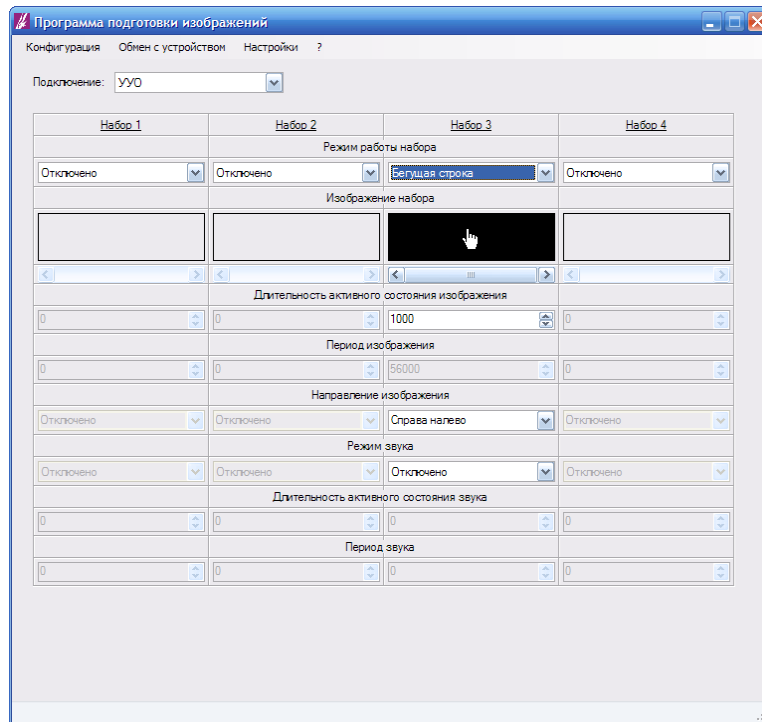 Программа подготовки изображений
Конфигурация Обмен с устройством Настройки ?
Подключение: УУО
Набор 1 Набор 2 Набор 3 Набор 4
Режим работы набора
Отключено Отключено Бегущая строка Отключено
Изображение набора
Длительность активного состояния изображения
0 0 1000 0
Период изображения
0 0 56000 0
Направление изображения
Отключено Отключено Справа налево Отключено
Режим звука
Отключено Отключено Отключено Отключено
Длительность активного состояния звука
0 0 0 0
Период звука
0 0 0 0